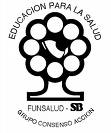 EDUCACION PARA LA SALUD
FUNSALUD - SB
GRUPO CONSENSO ACCION